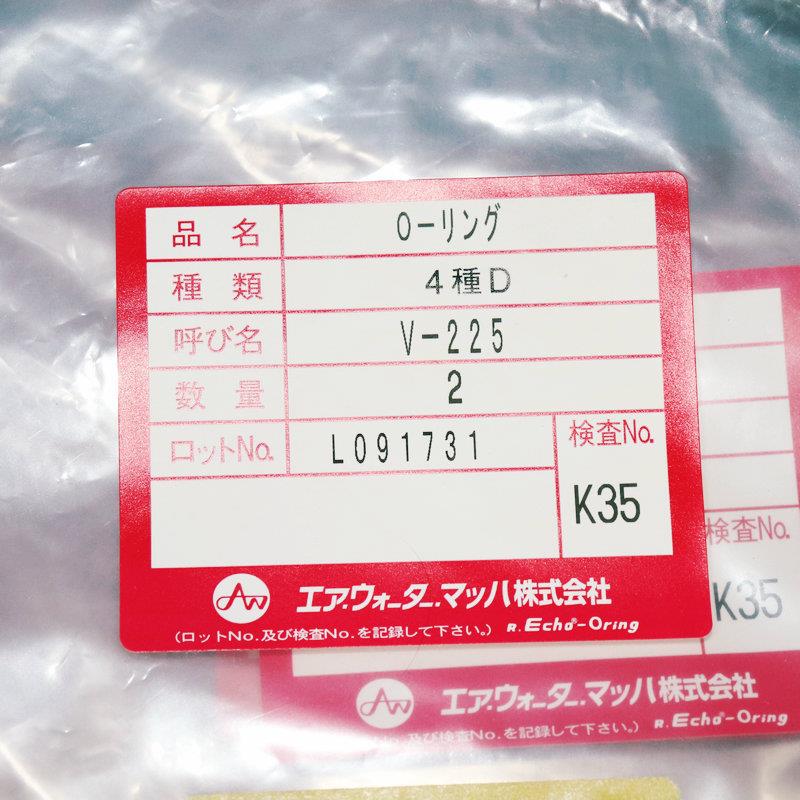 品 名 O-リング
種 類 4種D
呼び名 V-225
数 量 2
ロットNo. L091731
検査No.
K35
AW エア.ウォーター.マッハ株式会社
(ロットNo.及び検査No.を記録して下さい。) R.Echo-Oring
検査No.
K35
AW エア.ウォーター.マッハ株式会社
No.及び検査No.を記録して下さい。) R.Echo-Oring